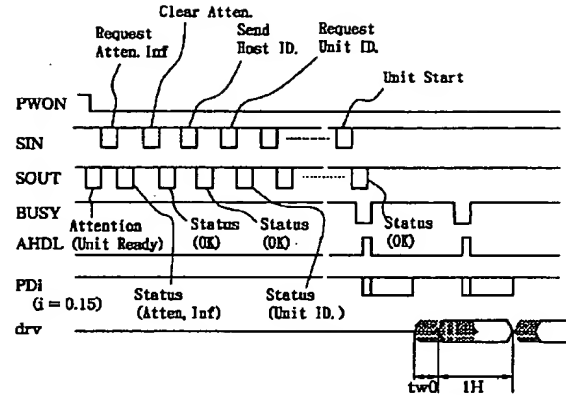 Clear Atten.
Request
Atten. Inf
Send
Host ID.
Request
Unit ID.
Unit Start
PWON
SIN
SOUT
BUSY
Attention
(Unit Ready)
Status
(OK)
Status
(OK)
Status
(OK)
AHDL
PDi
(i = 0.15)
Status
(Atten, Inf)
Status
(Unit ID.)
drv
tw0
1H